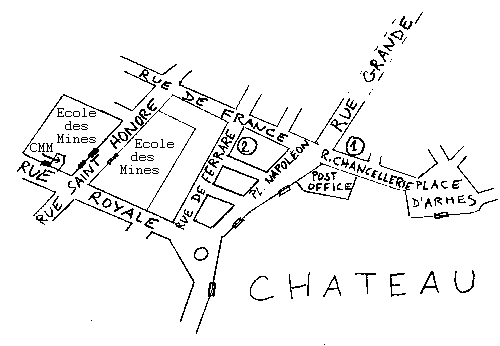 RUE GRANDE
RUE DE FRANCE
Ecole
des
Mines
CMM
RUE ROYALE
RUE SAINT HONORE
Ecole
des
Mines
RUE DE FERRARE
2
PL. NAPOLEON
1
R. CHANCELLERIE
POST
OFFICE
PLACE
D'ARMES
CHATEAU